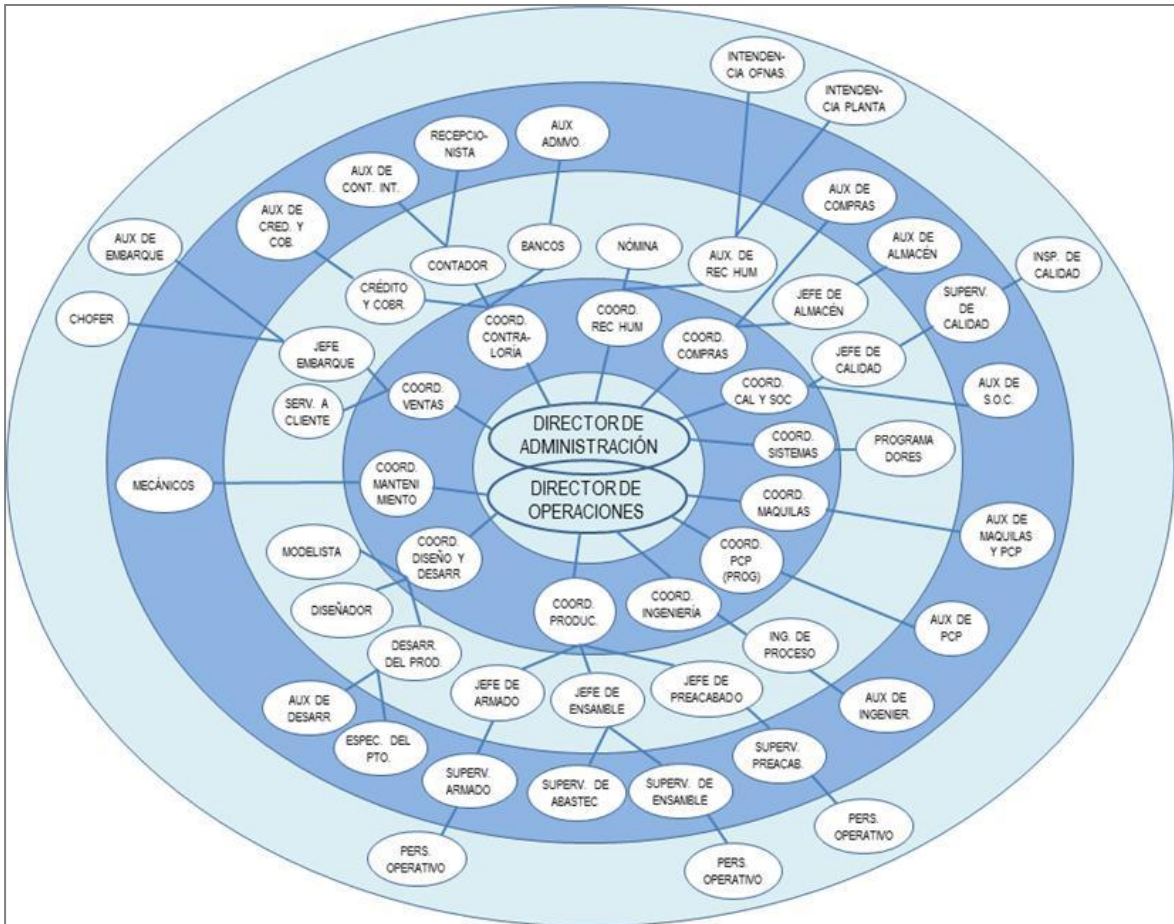 INTENDEN-
CIA OFNAS.
INTENDEN-
CIA PLANTA
RECEPCIO-
NISTA
AUX
ADMVO.
AUX DE
CONT. INT.
AUX DE
COMPRAS
AUX DE
CRED. Y
COB.
AUX DE
EMBARQUE
AUX DE
ALMACÉN
INSP. DE
CALIDAD
BANCOS
NÓMINA
CONTADOR
AUX. DE
REC HUM
CRÉDITO
Y COBR.
JEFE DE
ALMACÉN
SUPERV.
DE
CALIDAD
CHOFER
COORD.
CONTRA-
LORÍA
COORD.
REC HUM
COORD.
COMPRAS
JEFE DE
CALIDAD
JEFE
EMBARQUE
SERV. A
CLIENTE
COORD.
VENTAS
COORD.
CAL Y SOC
AUX DE
S.O.C.
DIRECTOR DE
ADMINISTRACIÓN
COORD.
SISTEMAS
PROGRAMA
DORES
MECÁNICOS
COORD.
MANTENI
MIENTO
DIRECTOR DE
OPERACIONES
COORD.
MAQUILAS
AUX DE
MAQUILAS
Y PCP
MODELISTA
COORD.
DISEÑO Y
DESARR
COORD.
PCP
(PROG)
DISEÑADOR
COORD.
PRODUC.
COORD.
INGENIERÍA
AUX DE
PCP
DESARR.
DEL PROD.
ING. DE
PROCESO
JEFE DE
ARMADO
JEFE DE
ENSAMBLE
JEFE DE
PREACABADO
AUX DE
DESARR
AUX DE
INGENIER.
ESPEC. DEL
PTO.
SUPERV.
PREACAB.
SUPERV.
ARMADO
SUPERV. DE
ABASTEC
SUPERV. DE
ENSAMBLE
PERS.
OPERATIVO
PERS.
OPERATIVO
PERS.
OPERATIVO